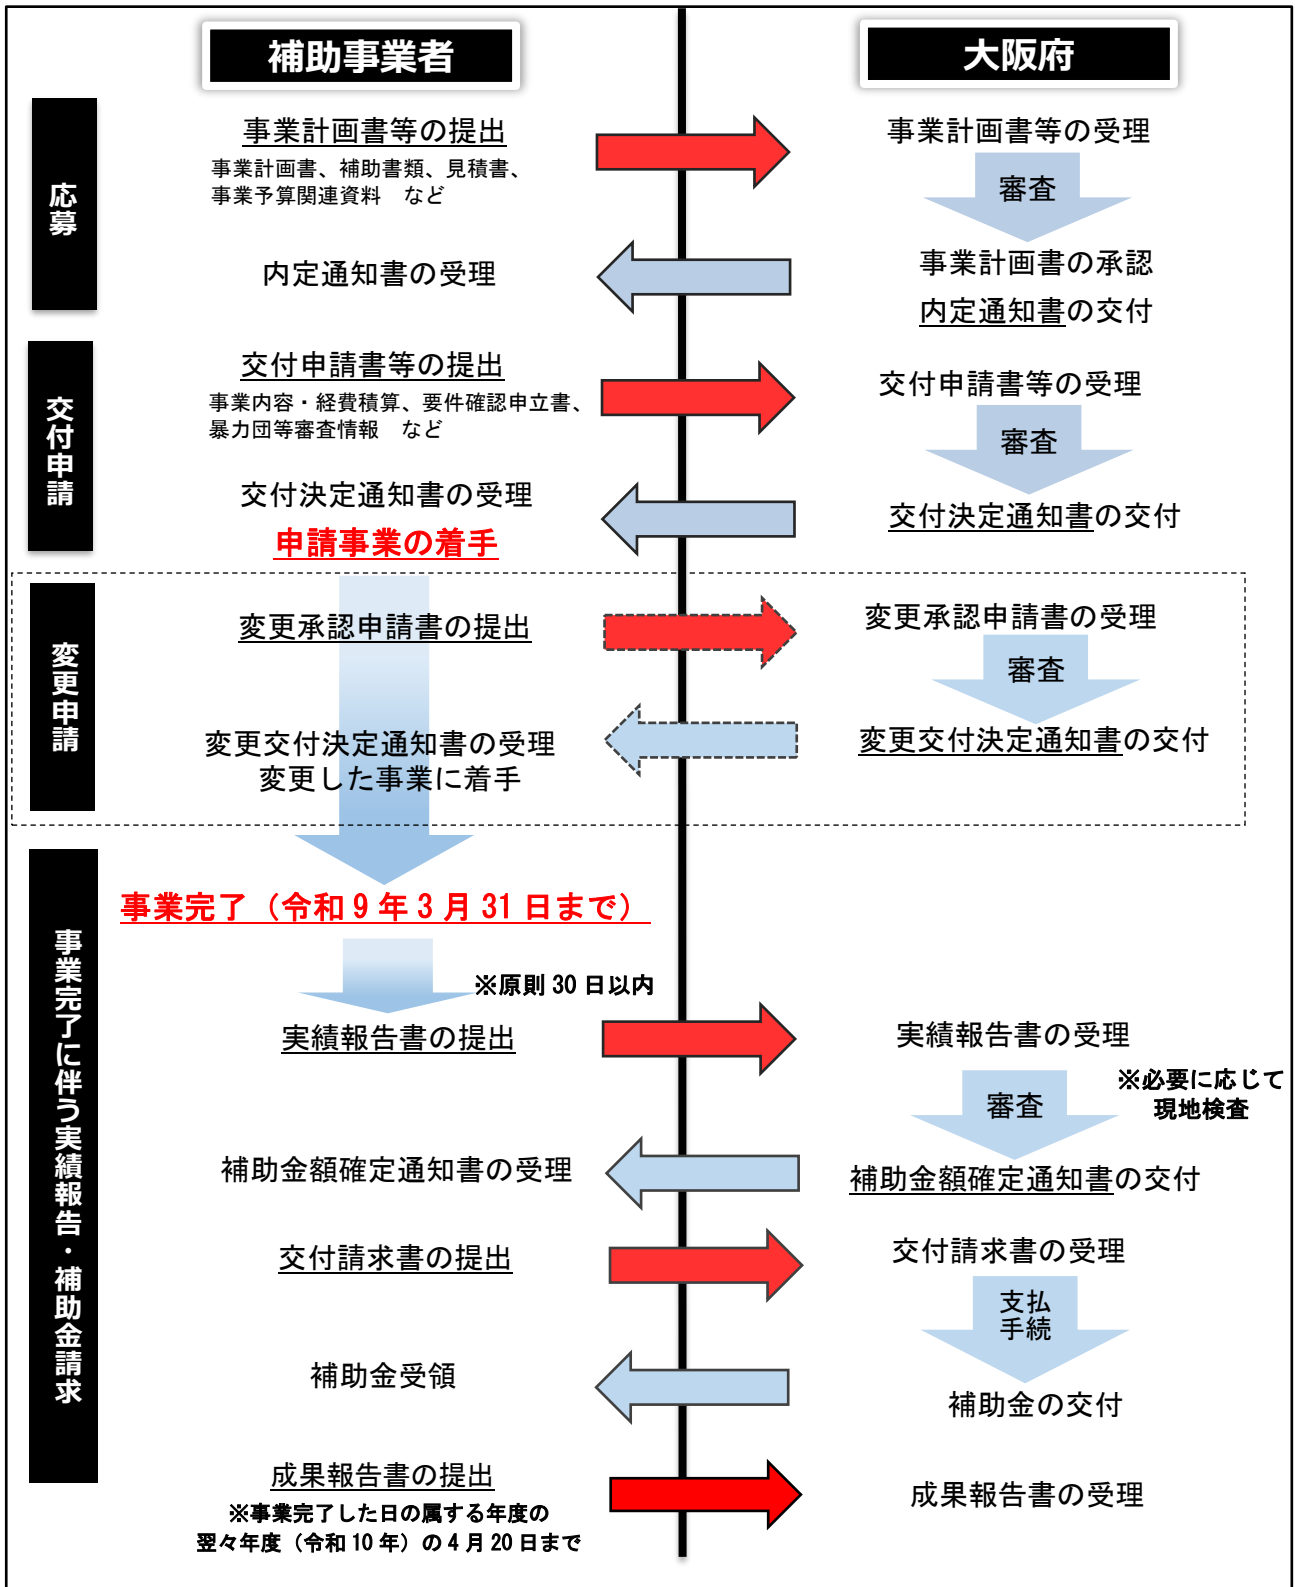 補助事業者
大阪府
応募
事業計画書等の提出
事業計画書、補助書類、見積書、
事業予算関連資料　など
事業計画書等の受理
審査
内定通知書の受理
事業計画書の承認
内定通知書の交付
交付申請
交付申請書等の提出
事業内容・経費積算、要件確認申立書、
暴力団等審査情報　など
交付申請書等の受理
審査
交付決定通知書の受理
申請事業の着手
交付決定通知書の交付
変更申請
変更承認申請書の提出
変更承認申請書の受理
審査
変更交付決定通知書の受理
変更した事業に着手
変更交付決定通知書の交付
事業完了に伴う実績報告・補助金請求
事業完了（令和9年3月31日まで）
※原則30日以内
実績報告書の提出
実績報告書の受理
審査
※必要に応じて
現地検査
補助金額確定通知書の受理
補助金額確定通知書の交付
交付請求書の提出
交付請求書の受理
支払
手続
補助金受領
補助金の交付
成果報告書の提出
※事業完了した日の属する年度の
翌々年度（令和10年）の4月20日まで
成果報告書の受理